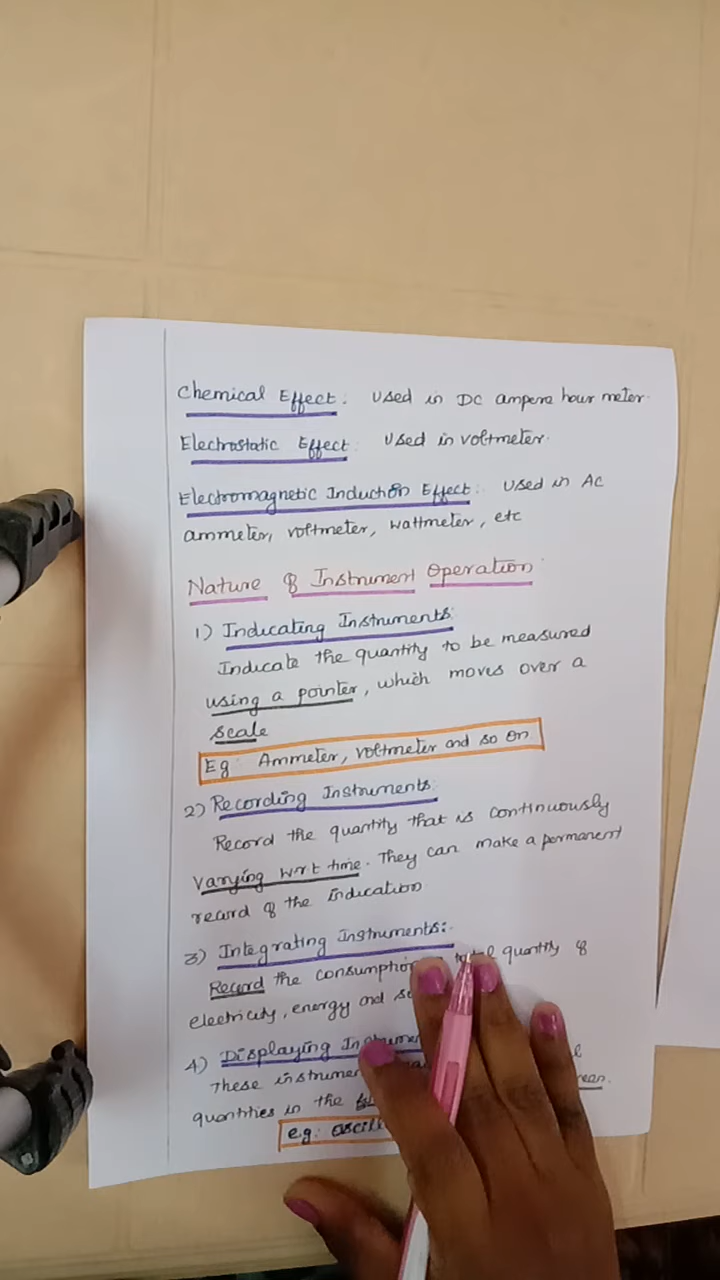 Chemical Effect: Used in DC ampere hour meter.
Electrostatic Effect: Used in voltmeter.
Electromagnetic Induction Effect: Used in AC
ammeter, voltmeter, wattmeter, etc
Nature of Instrument Operation:
1) Indicating Instruments:
Indicate the quantity to be measured
using a pointer, which moves over a
scale
Eg: Ammeter, voltmeter and so on
2) Recording Instruments:
Record the quantity that is continuously
varying w.r.t time. They can make a permanent
record of the indication
3) Integrating Instruments:-
Record the consumption quantity of
electricity, energy and
4) Displaying
These
quantities in the
e.g: